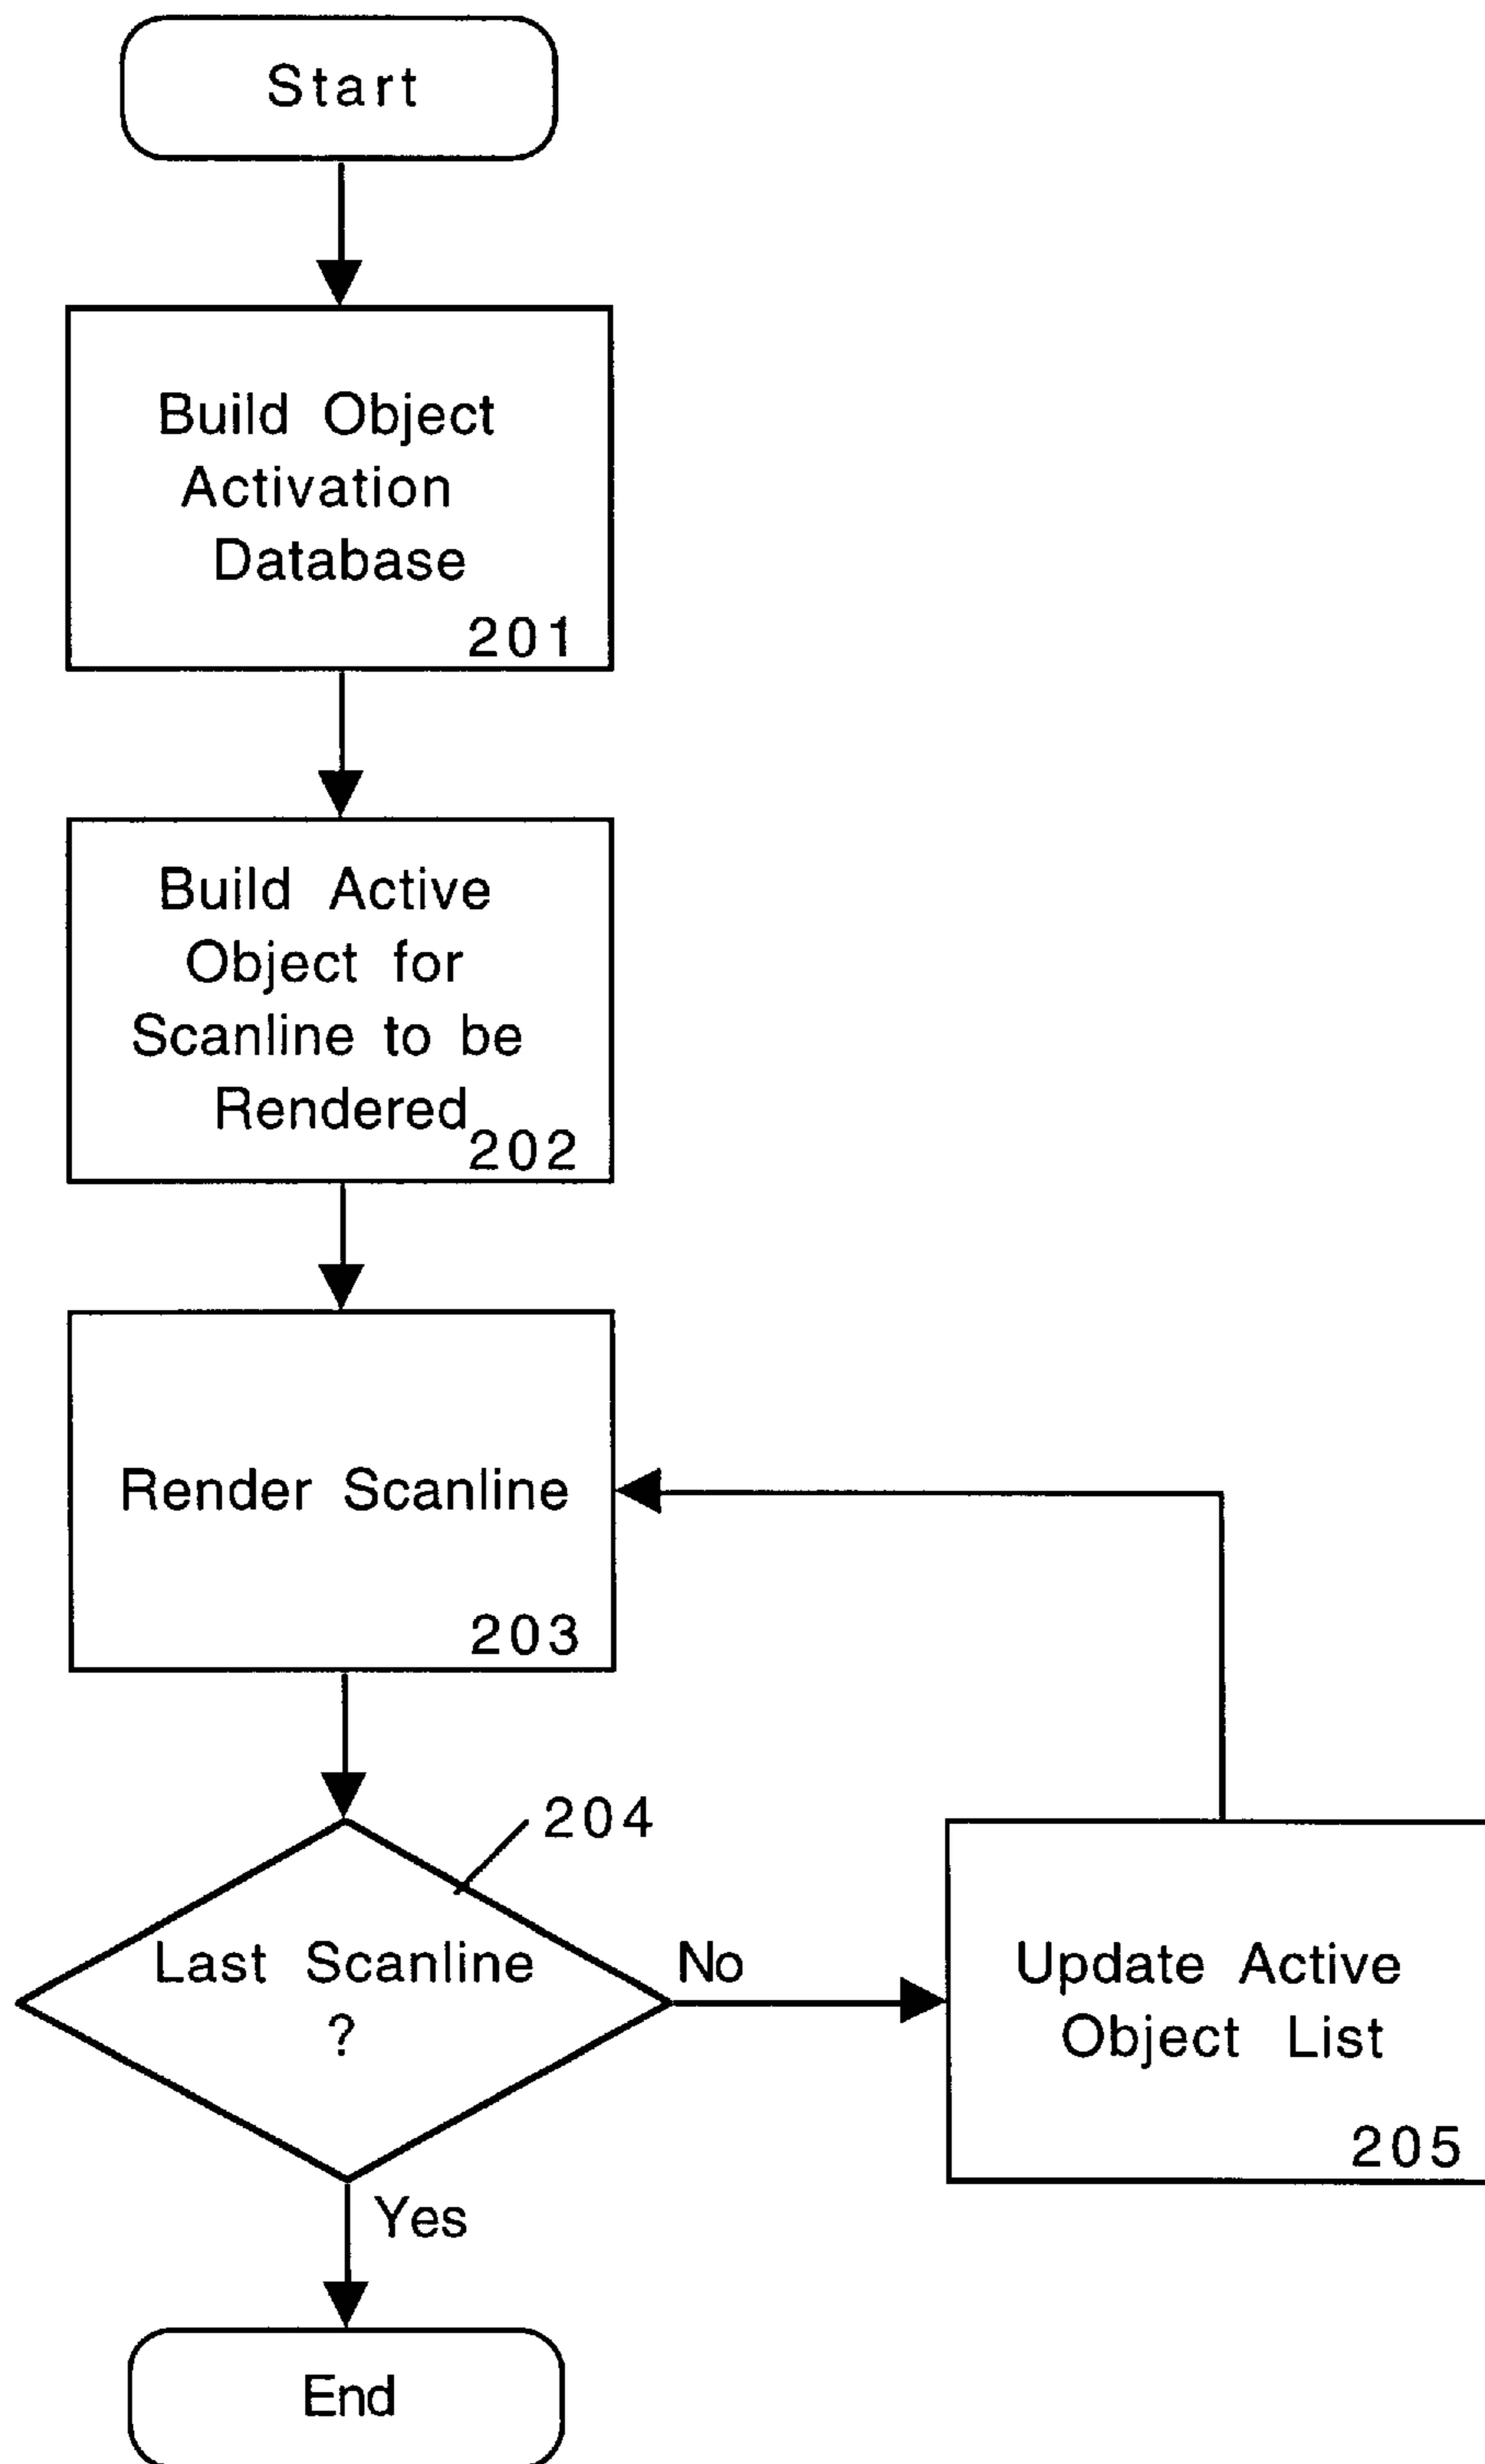 Start
Build Object
Activation
Database
201
Build Active
Object for
Scanline to be
Rendered
202
Render Scanline
203
204
Last Scanline
?
No
Update Active
Object List
205
Yes
End